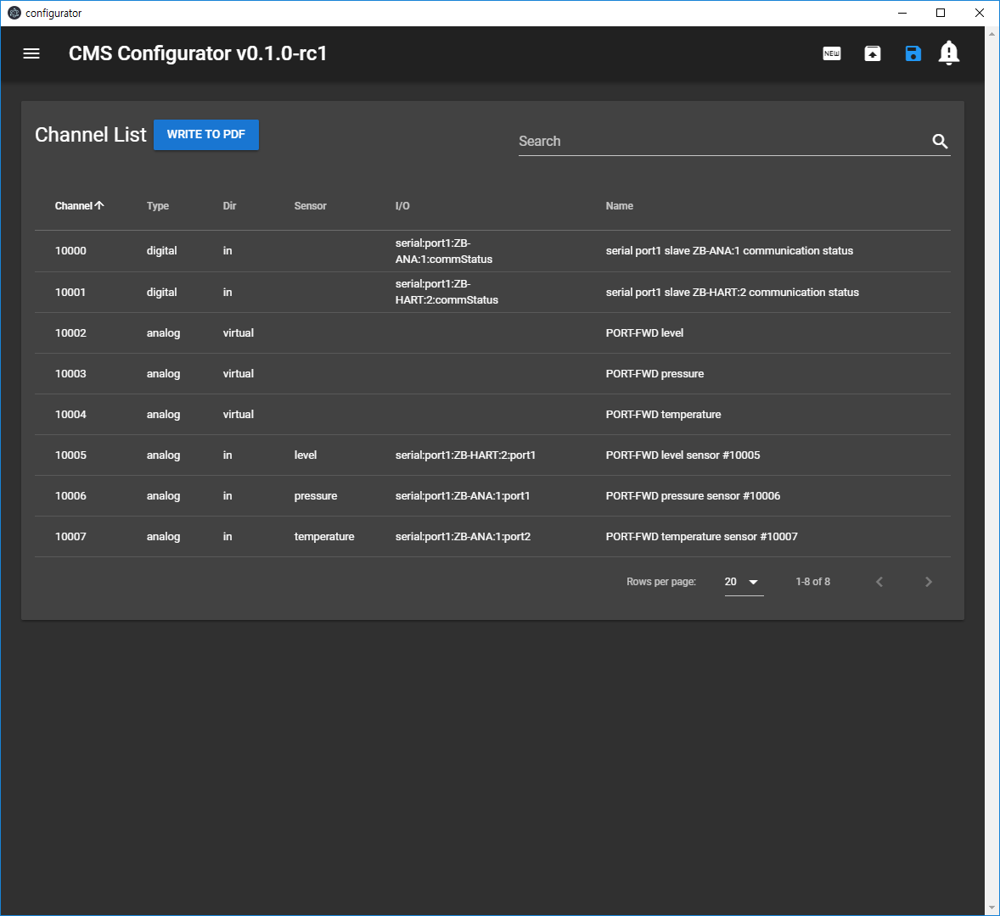 configurator
CMS Configurator v0.1.0-rc1
NEW
Channel List WRITE TO PDF
Search
Channel Type Dir Sensor I/O Name
10000 digital in serial:port1:ZB-ANA:1:commStatus serial port1 slave ZB-ANA:1 communication status
10001 digital in serial:port1:ZB-HART:2:commStatus serial port1 slave ZB-HART:2 communication status
10002 analog virtual PORT-FWD level
10003 analog virtual PORT-FWD pressure
10004 analog virtual PORT-FWD temperature
10005 analog in level serial:port1:ZB-HART:2:port1 PORT-FWD level sensor #10005
10006 analog in pressure serial:port1:ZB-ANA:1:port1 PORT-FWD pressure sensor #10006
10007 analog in temperature serial:port1:ZB-ANA:1:port2 PORT-FWD temperature sensor #10007
Rows per page: 20 1-8 of 8